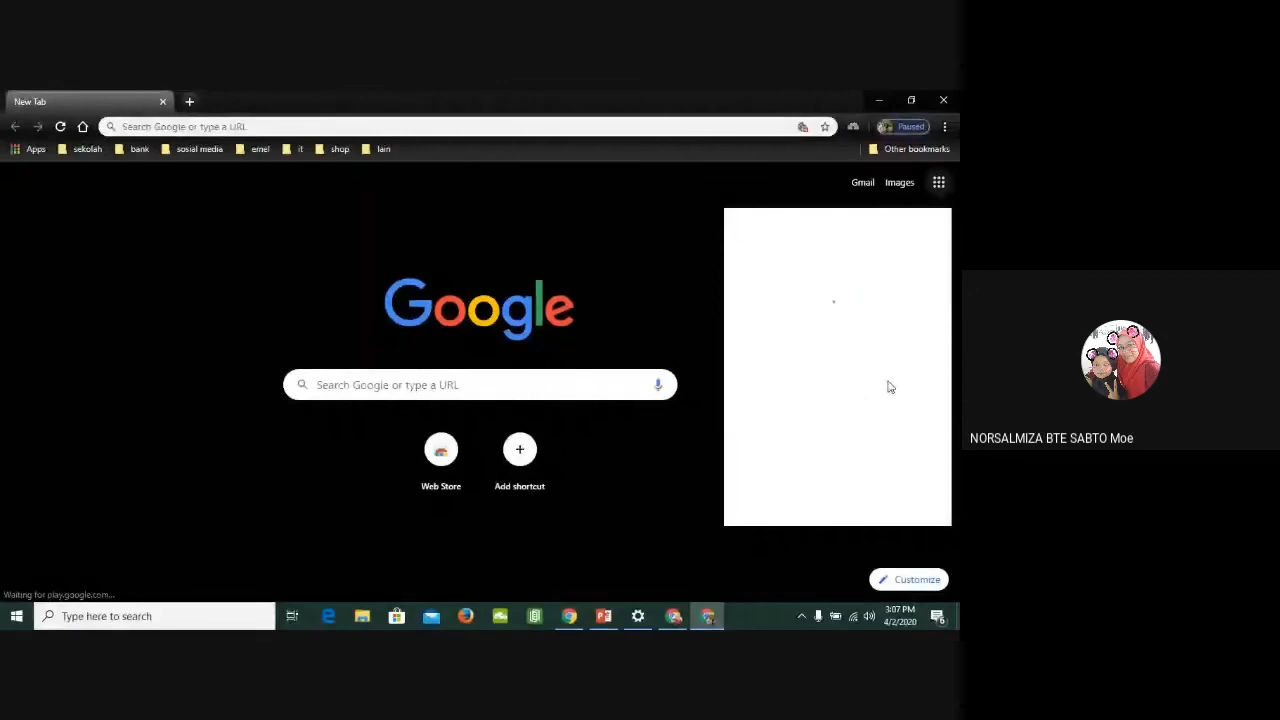 New Tab
Search Google or type a URL
Paused
Apps sekolah bank sosial media emel it shop lain Other bookmarks
Gmail Images
Google
Search Google or type a URL
Web Store Add shortcut
NORSALMIZA BTE SABTO Moe
Customize
Waiting for play.google.com...
Type here to search
3:07 PM
4/2/2020
6